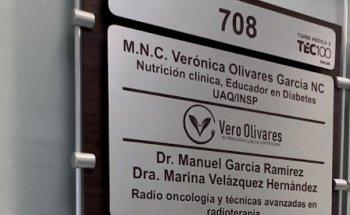 708
TORRE MÉDICA 3
TEC100
M.N.C. Verónica Olivares García NC
Nutrición clínica, Educador en Diabetes
UAQ/INSP
Vero Olivares
Dr. Manuel García Ramírez
Dra. Marina Velázquez Hernández
Radio oncología y técnicas avanzadas en
radioterapia